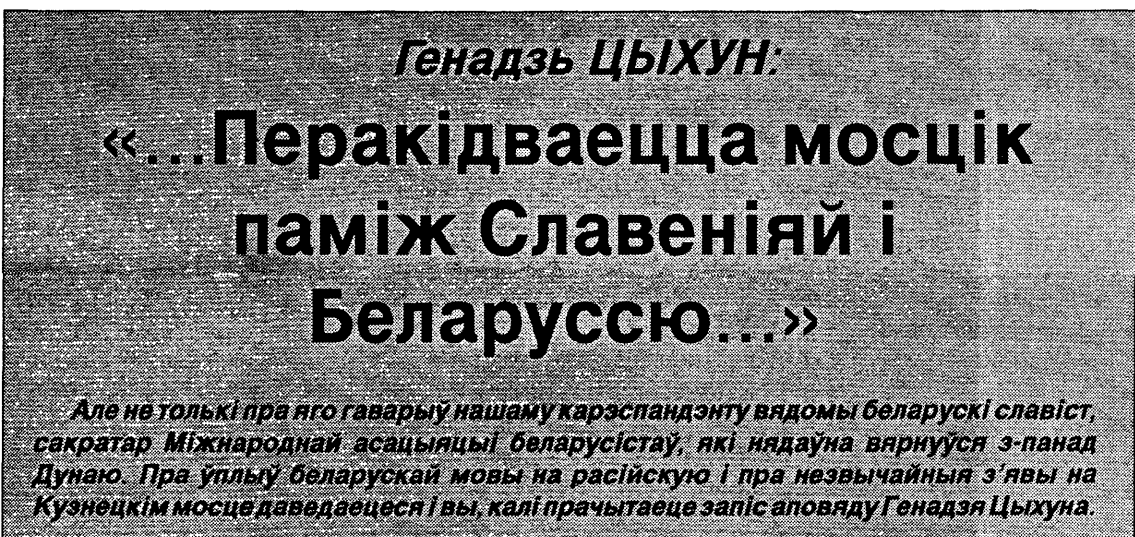 Генадзь ЦЫХУН:
«...Перакідваецца мосцік
паміж Славеніяй і
Беларуссю...»
Але не толькі пра яго гаварыў нашаму карэспандэнту вядомы беларускі славіст,
сакратар Міжнароднай асацыяцыі беларусістаў, які нядаўна вярнуўся з-панад
Дунаю. Пра ўплыў беларускай мовы на расійскую і пра незвычайныя з'явы на
Кузнецкім мосце даведаецеся і вы, калі прачытаеце запіс аповяду Генадзя Цыхуна.